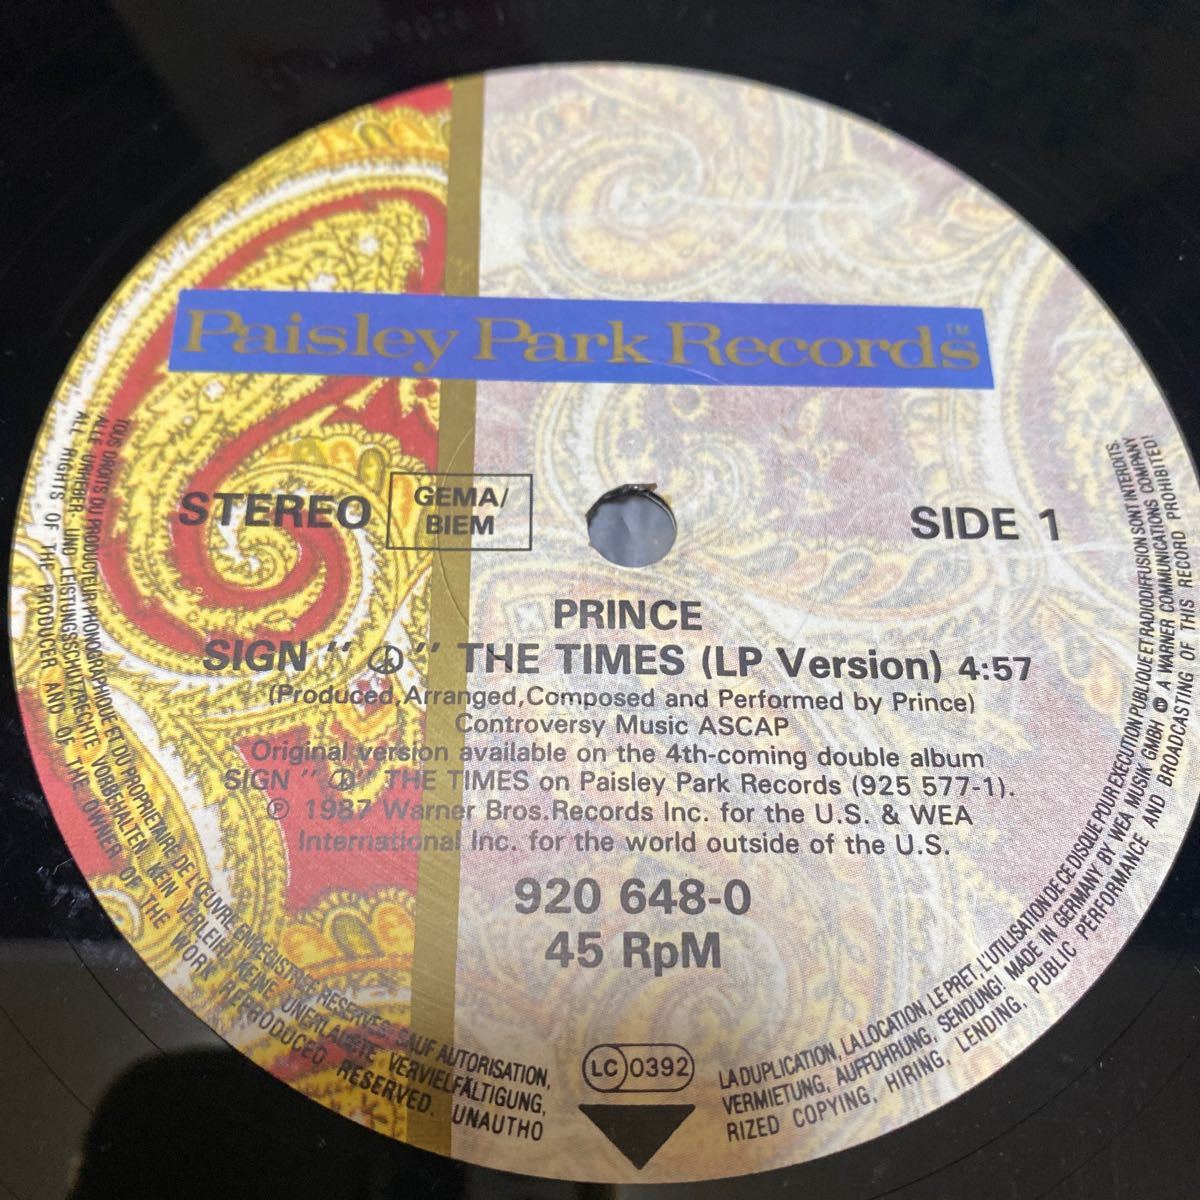 Paisley Park Records™
STEREO
GEMA/
BIEM
SIDE 1
PRINCE
SIGN "☮" THE TIMES (LP Version) 4:57
(Produced,Arranged,Composed and Performed by Prince)
Controversy Music ASCAP
Original version available on the 4th-coming double album
SIGN "☮" THE TIMES on Paisley Park Records (925 577-1).
℗ 1987 Warner Bros.Records Inc. for the U.S. & WEA
International Inc. for the world outside of the U.S.
920 648-0
45 RpM
LC 0392
TOUS DROITS DU PRODUCTEUR PHONOGRAPHIQUE ET DU PROPRIETAIRE DE L'ŒUVRE ENREGISTREE RESERVES. SAUF AUTORISATION, LA DUPLICATION, LA LOCATION, LE PRET, L'UTILISATION DE CE DISQUE POUR EXECUTION PUBLIQUE ET RADIODIFFUSION SONT INTERDITS.
ALLE URHEBER- UND LEISTUNGSSCHUTZRECHTE VORBEHALTEN. KEIN VERLEIH! KEINE UNERLAUBTE VERVIELFÄLTIGUNG, VERMIETUNG, AUFFÜHRUNG, SENDUNG! MADE IN GERMANY BY WEA MUSIK GMBH Ⓦ A WARNER COMMUNICATIONS COMPANY
ALL RIGHTS OF THE PRODUCER AND OF THE OWNER OF THE WORK REPRODUCED RESERVED. UNAUTHORIZED COPYING, HIRING, LENDING, PUBLIC PERFORMANCE AND BROADCASTING OF THIS RECORD PROHIBITED!